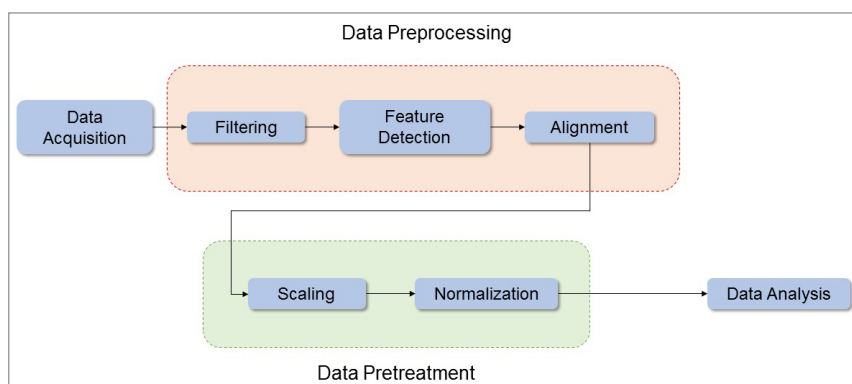 Data Preprocessing
Data
Acquisition
Filtering
Feature
Detection
Alignment
Scaling
Normalization
Data Analysis
Data Pretreatment